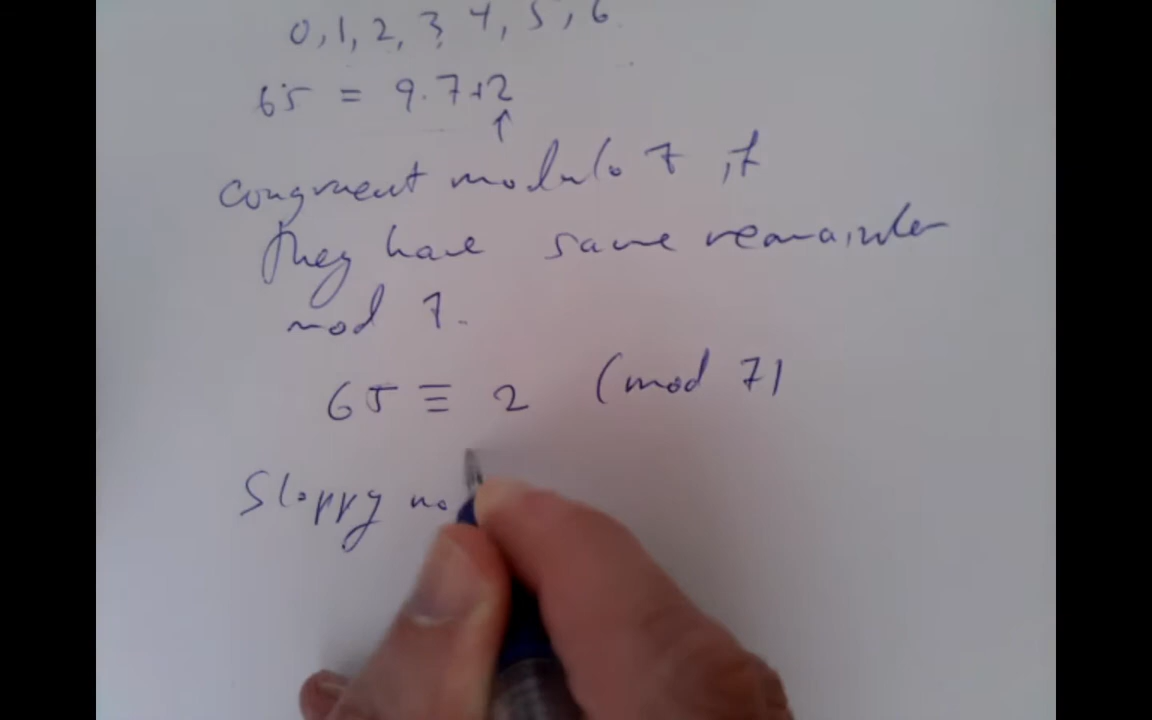 0, 1, 2, 3, 4, 5, 6
65 = 9.7+2
↑
congruent modulo 7 if
they have same remainder
mod 7.
65 ≡ 2 (mod 7)
Sloppy no